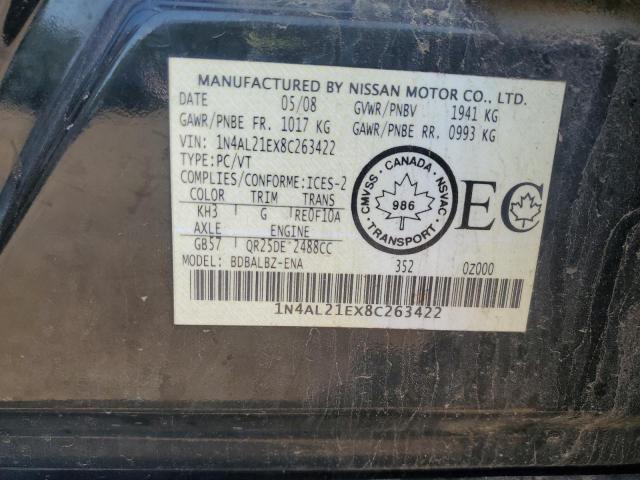 MANUFACTURED BY NISSAN MOTOR CO., LTD.
DATE 05/08 GVWR/PNBV 1941 KG
GAWR/PNBE FR. 1017 KG GAWR/PNBE RR. 0993 KG
VIN: 1N4AL21EX8C263422
TYPE:PC/VT
COMPLIES/CONFORME:ICES-2
COLOR TRIM TRANS
KH3 G RE0F10A
AXLE ENGINE
GB57 QR25DE 2488CC
MODEL: BDBALBZ-ENA 352 0Z000
CMVSS CANADA NSVAC
986
TRANSPORT
EC
1N4AL21EX8C263422